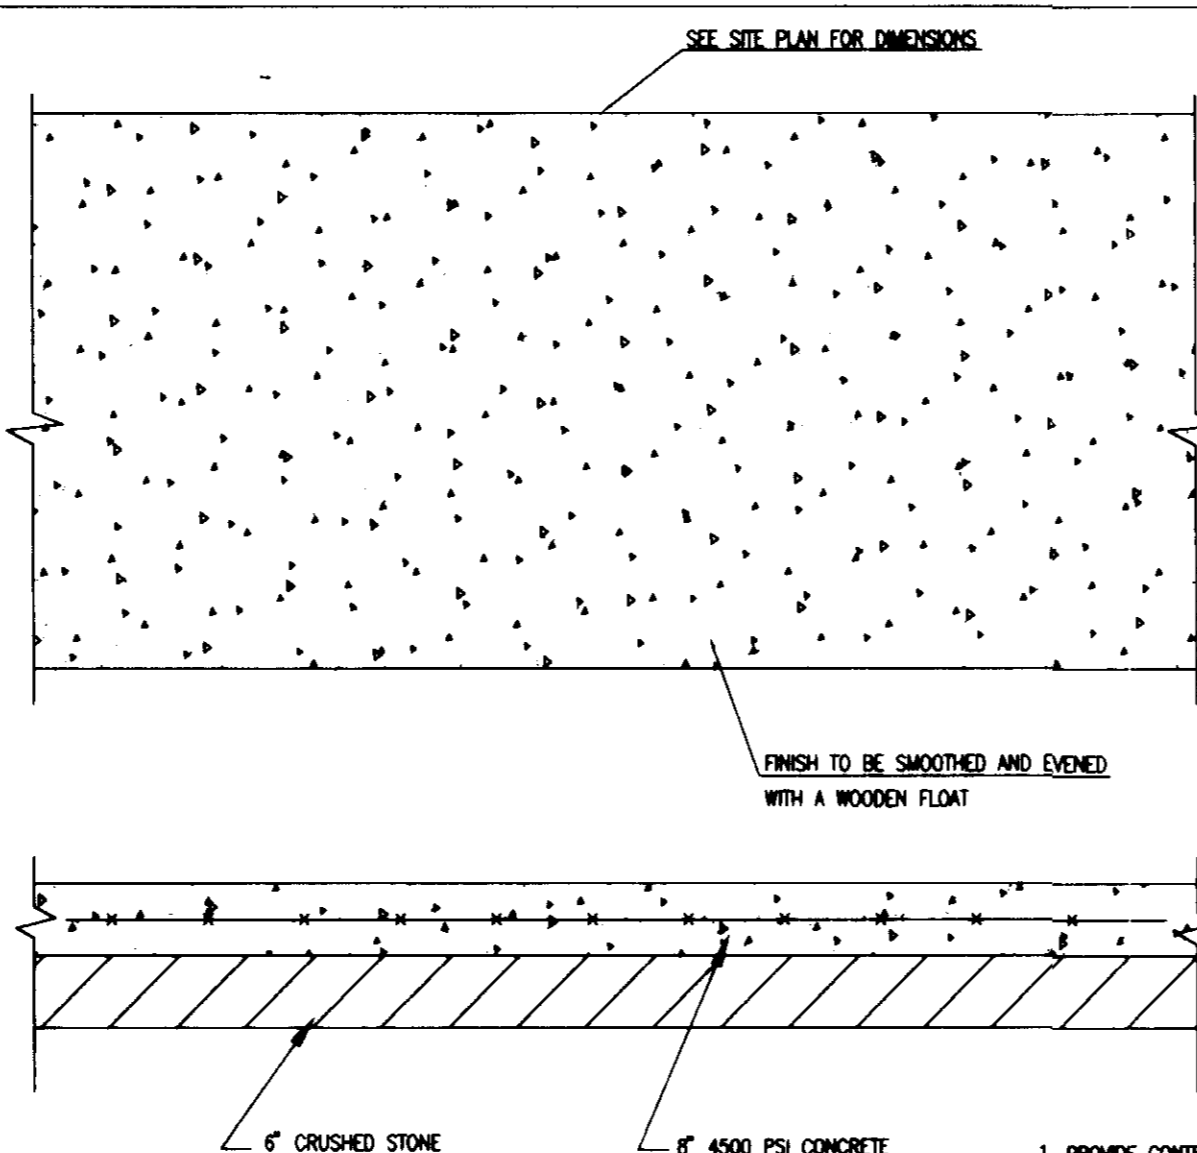 SEE SITE PLAN FOR DIMENSIONS
FINISH TO BE SMOOTHED AND EVENED
WITH A WOODEN FLOAT
6" CRUSHED STONE
8" 4500 PSI CONCRETE
1. PROVIDE